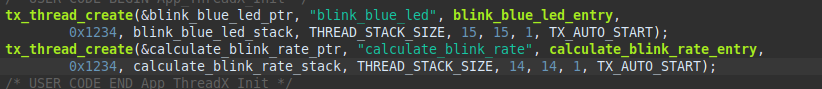 /* USER CODE BEGIN App_ThreadX_Init */
tx_thread_create(&blink_blue_led_ptr, "blink_blue_led", blink_blue_led_entry,
0x1234, blink_blue_led_stack, THREAD_STACK_SIZE, 15, 15, 1, TX_AUTO_START);
tx_thread_create(&calculate_blink_rate_ptr, "calculate_blink_rate", calculate_blink_rate_entry,
0x1234, calculate_blink_rate_stack, THREAD_STACK_SIZE, 14, 14, 1, TX_AUTO_START);
/* USER CODE END App_ThreadX_Init */